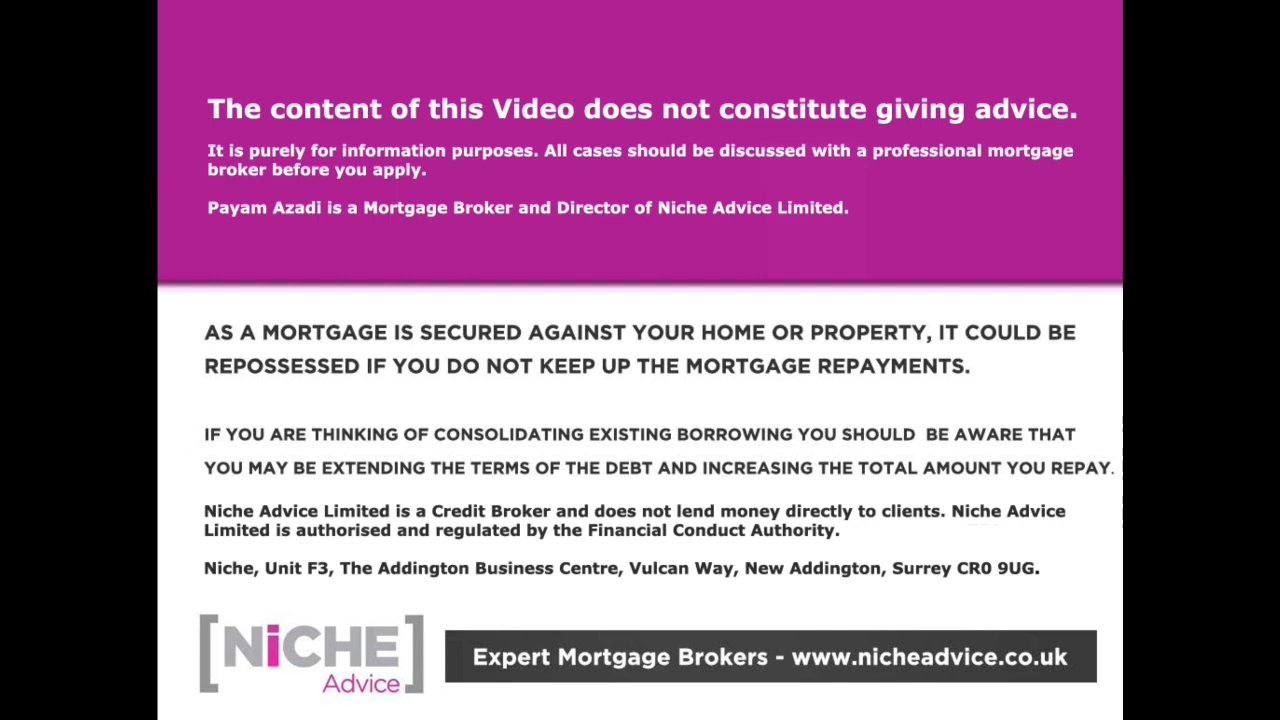 The content of this Video does not constitute giving advice.
It is purely for information purposes. All cases should be discussed with a professional mortgage
broker before you apply.
Payam Azadi is a Mortgage Broker and Director of Niche Advice Limited.
AS A MORTGAGE IS SECURED AGAINST YOUR HOME OR PROPERTY, IT COULD BE
REPOSSESSED IF YOU DO NOT KEEP UP THE MORTGAGE REPAYMENTS.
IF YOU ARE THINKING OF CONSOLIDATING EXISTING BORROWING YOU SHOULD  BE AWARE THAT
YOU MAY BE EXTENDING THE TERMS OF THE DEBT AND INCREASING THE TOTAL AMOUNT YOU REPAY.
Niche Advice Limited is a Credit Broker and does not lend money directly to clients. Niche Advice
Limited is authorised and regulated by the Financial Conduct Authority.
Niche, Unit F3, The Addington Business Centre, Vulcan Way, New Addington, Surrey CR0 9UG.
[NiCHE
Advice]
Expert Mortgage Brokers - www.nicheadvice.co.uk